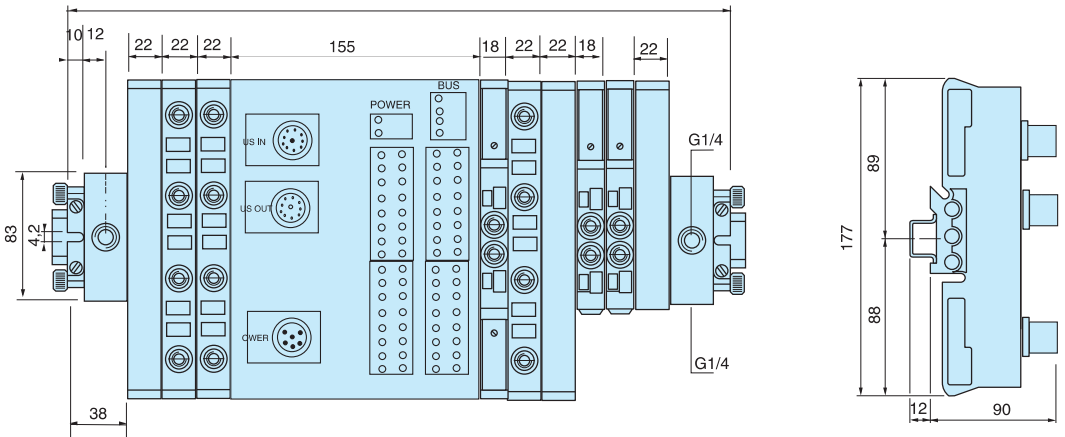 10 12
22 22 22 155 18 22 22 18 22
BUS
POWER
US IN
G1/4
US OUT
83
4,2
OWER
G1/4
38
89
177
88
12 90